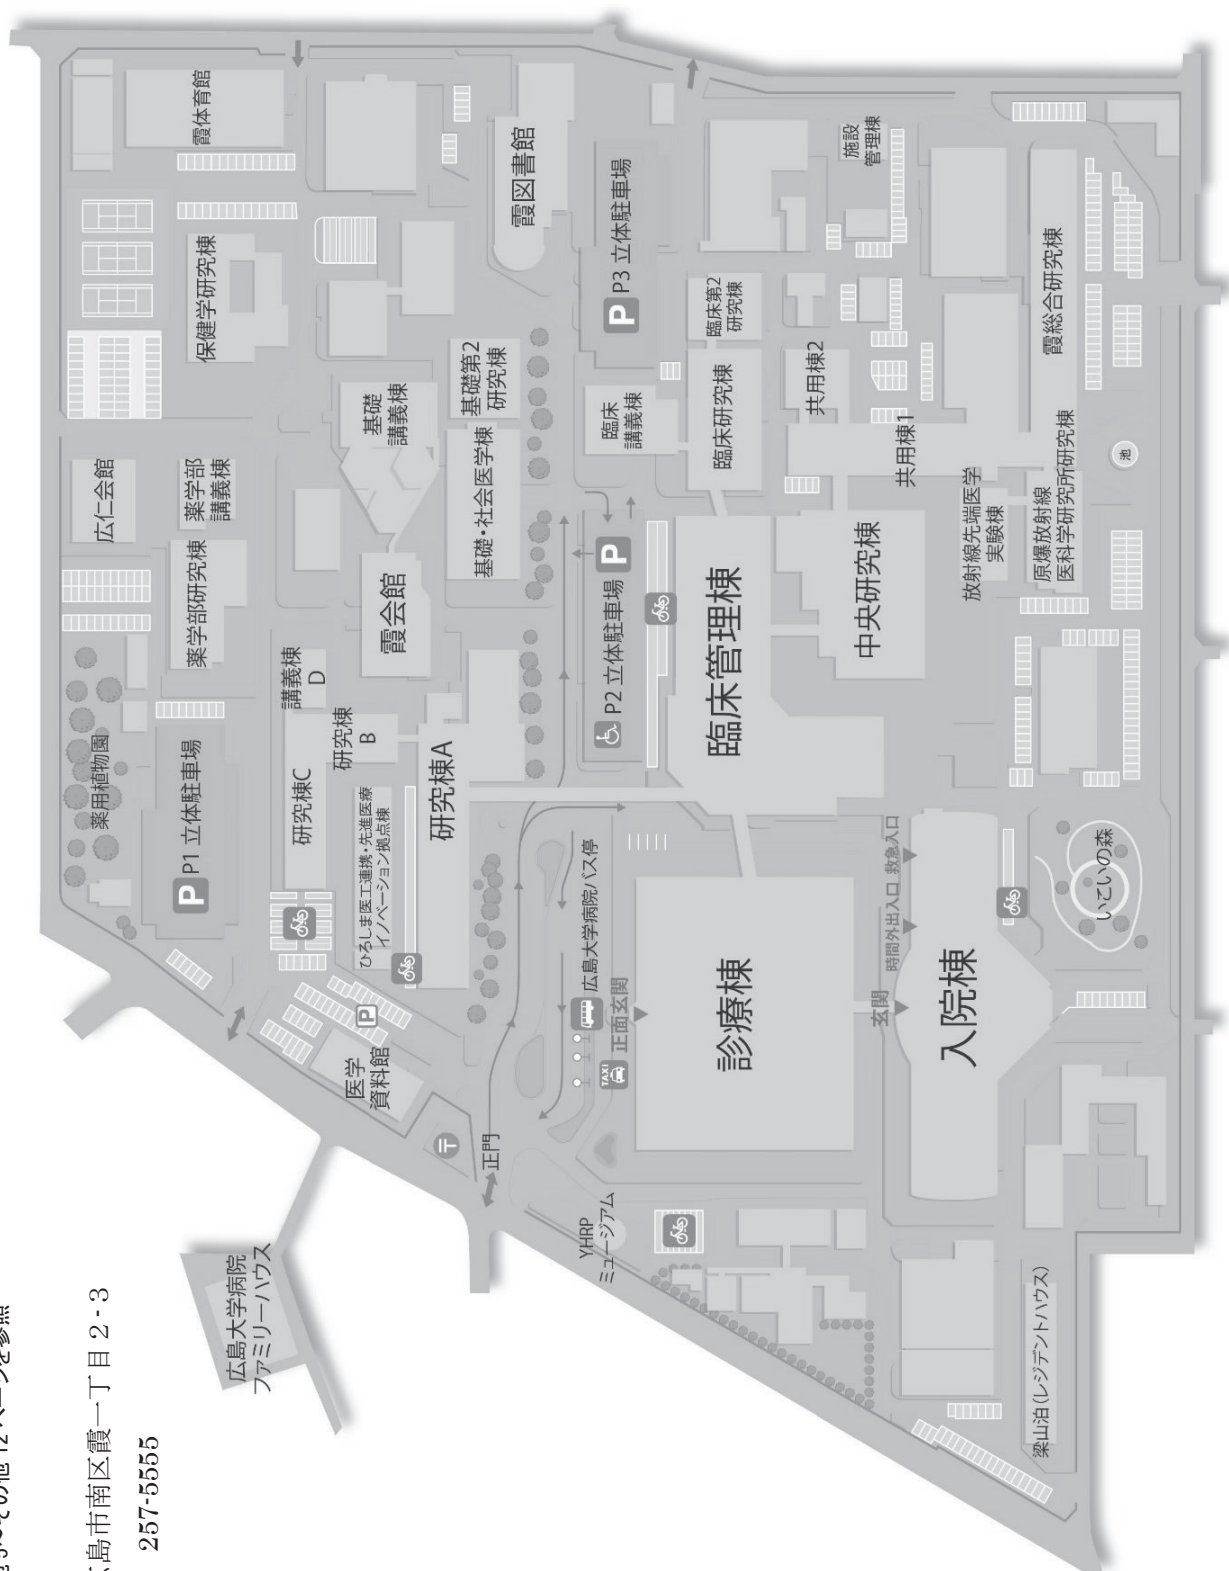 その他 12 ページを参照
島市南区霞一丁目 2 - 3
257-5555
広島大学病院
ファミリーハウス
薬用植物園
P P1 立体駐車場
広仁会館
薬学部
講義棟
薬学部研究棟
保健学研究棟
霞体育館
講義棟
D
研究棟C
研究棟
B
ひろしま医工連携・先進医療
イノベーション拠点棟
研究棟A
P
医学
資料館
〒
正門
霞会館
基礎
講義棟
基礎・社会医学棟
基礎第2
研究棟
霞図書館
P2 立体駐車場 P
P P3 立体駐車場
臨床
講義棟
臨床研究棟
臨床第2
研究棟
施設
管理棟
広島大学病院バス停
TAXI
正面玄関
YHRP
ミュージアム
診療棟
臨床管理棟
中央研究棟
共用棟2
共用棟1
放射線先端医学
実験棟
原爆放射線
医科学研究所研究棟
霞総合研究棟
池
玄関
時間外出入口
救急入口
入院棟
いこいの森
梁山泊(レジデントハウス)